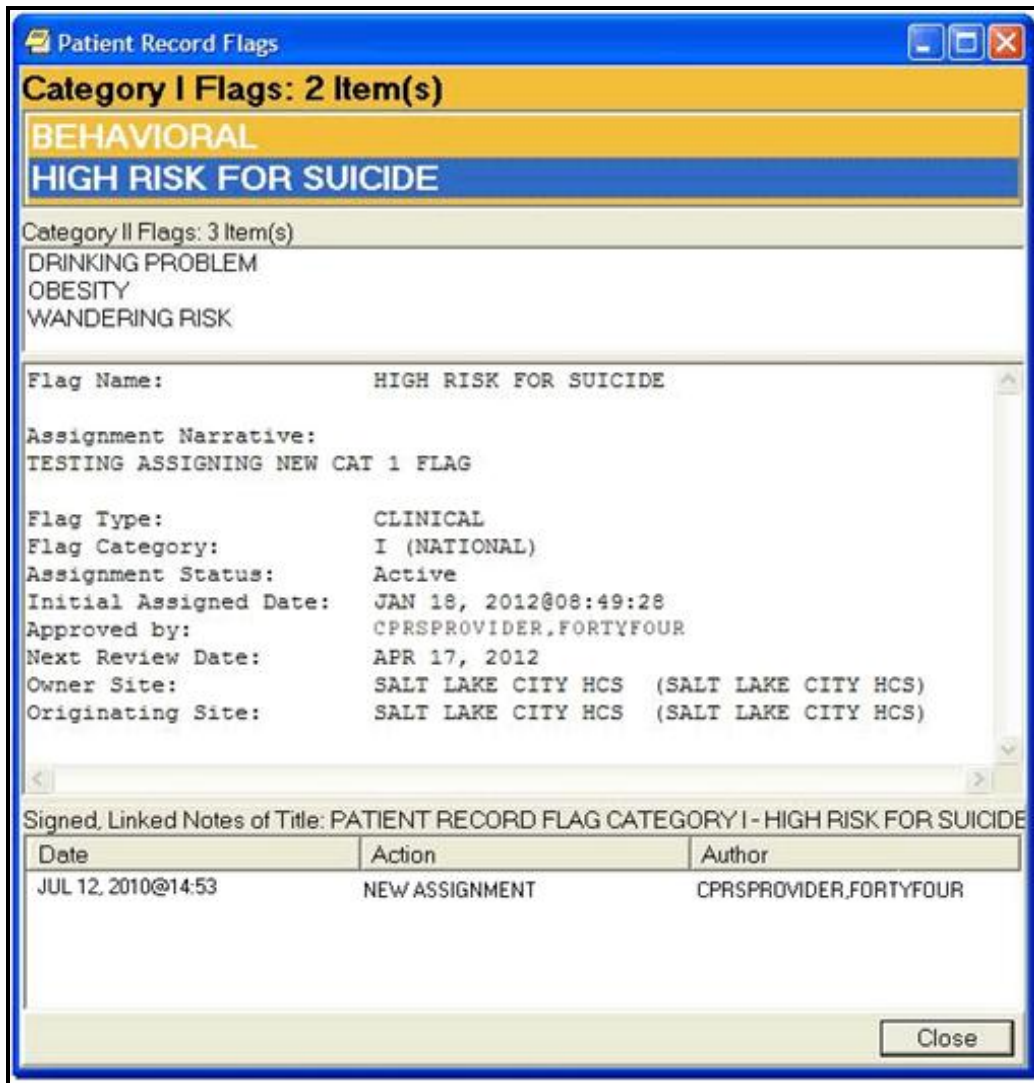 Patient Record Flags
Category I Flags: 2 Item(s)
BEHAVIORAL
HIGH RISK FOR SUICIDE
Category II Flags: 3 Item(s)
DRINKING PROBLEM
OBESITY
WANDERING RISK
Flag Name: HIGH RISK FOR SUICIDE
Assignment Narrative:
TESTING ASSIGNING NEW CAT 1 FLAG
Flag Type: CLINICAL
Flag Category: I (NATIONAL)
Assignment Status: Active
Initial Assigned Date: JAN 18, 2012@08:49:28
Approved by: CPRSPROVIDER,FORTYFOUR
Next Review Date: APR 17, 2012
Owner Site: SALT LAKE CITY HCS (SALT LAKE CITY HCS)
Originating Site: SALT LAKE CITY HCS (SALT LAKE CITY HCS)
Signed, Linked Notes of Title: PATIENT RECORD FLAG CATEGORY I - HIGH RISK FOR SUICIDE
Date Action Author
JUL 12, 2010@14:53 NEW ASSIGNMENT CPRSPROVIDER,FORTYFOUR
Close